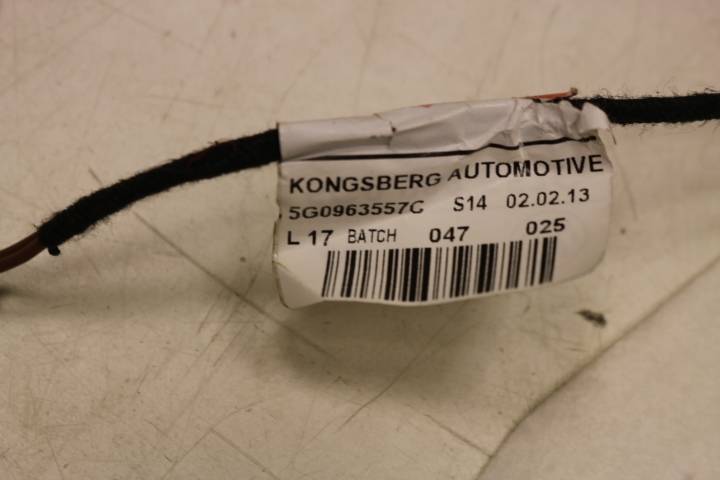 KONGSBERG AUTOMOTIVE
5G0963557C S14 02.02.13
L 17 BATCH 047 025